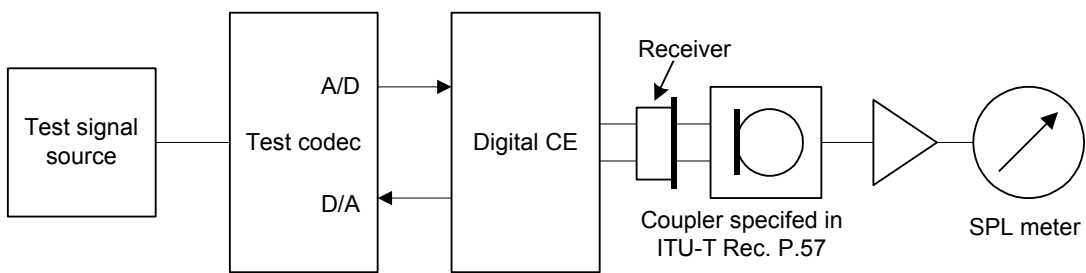 Test signal
source
A/D
Test codec
D/A
Digital CE
Receiver
Coupler specifed in
ITU-T Rec. P.57
SPL meter